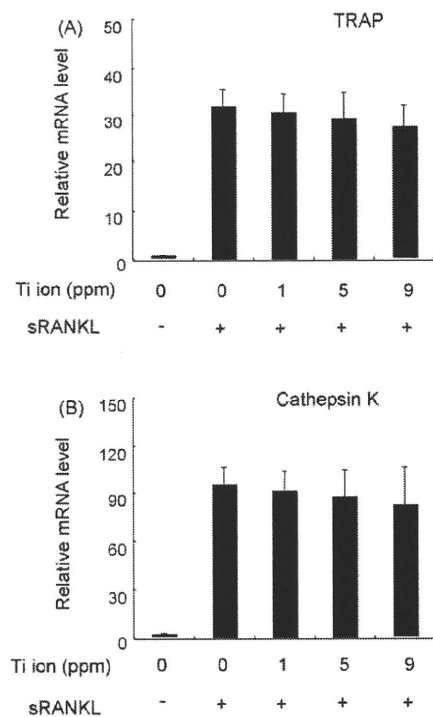 (A) TRAP
50
40
30
20
10
0
Relative mRNA level
Ti ion (ppm) 0 0 1 5 9
sRANKL - + + + +
(B) Cathepsin K
150
120
90
60
30
0
Relative mRNA level
Ti ion (ppm) 0 0 1 5 9
sRANKL - + + + +